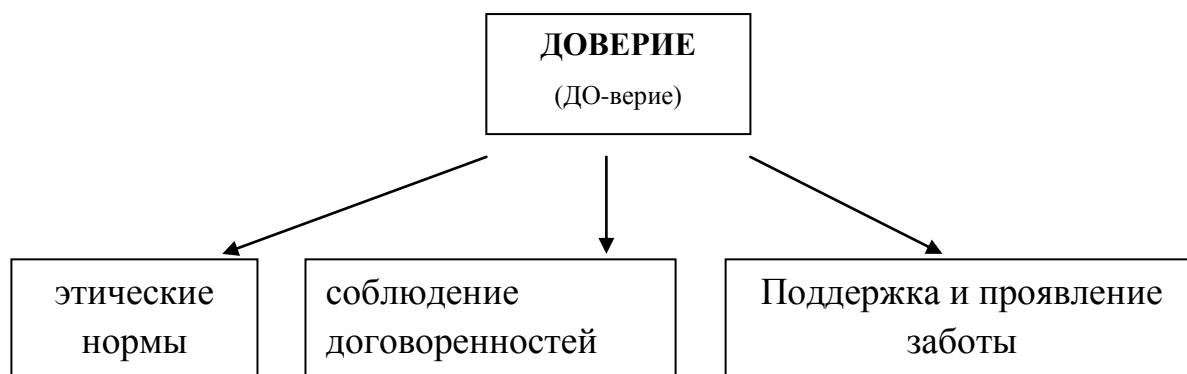 ДОВЕРИЕ
(ДО-верие)
этические
нормы
соблюдение
договоренностей
Поддержка и проявление
заботы